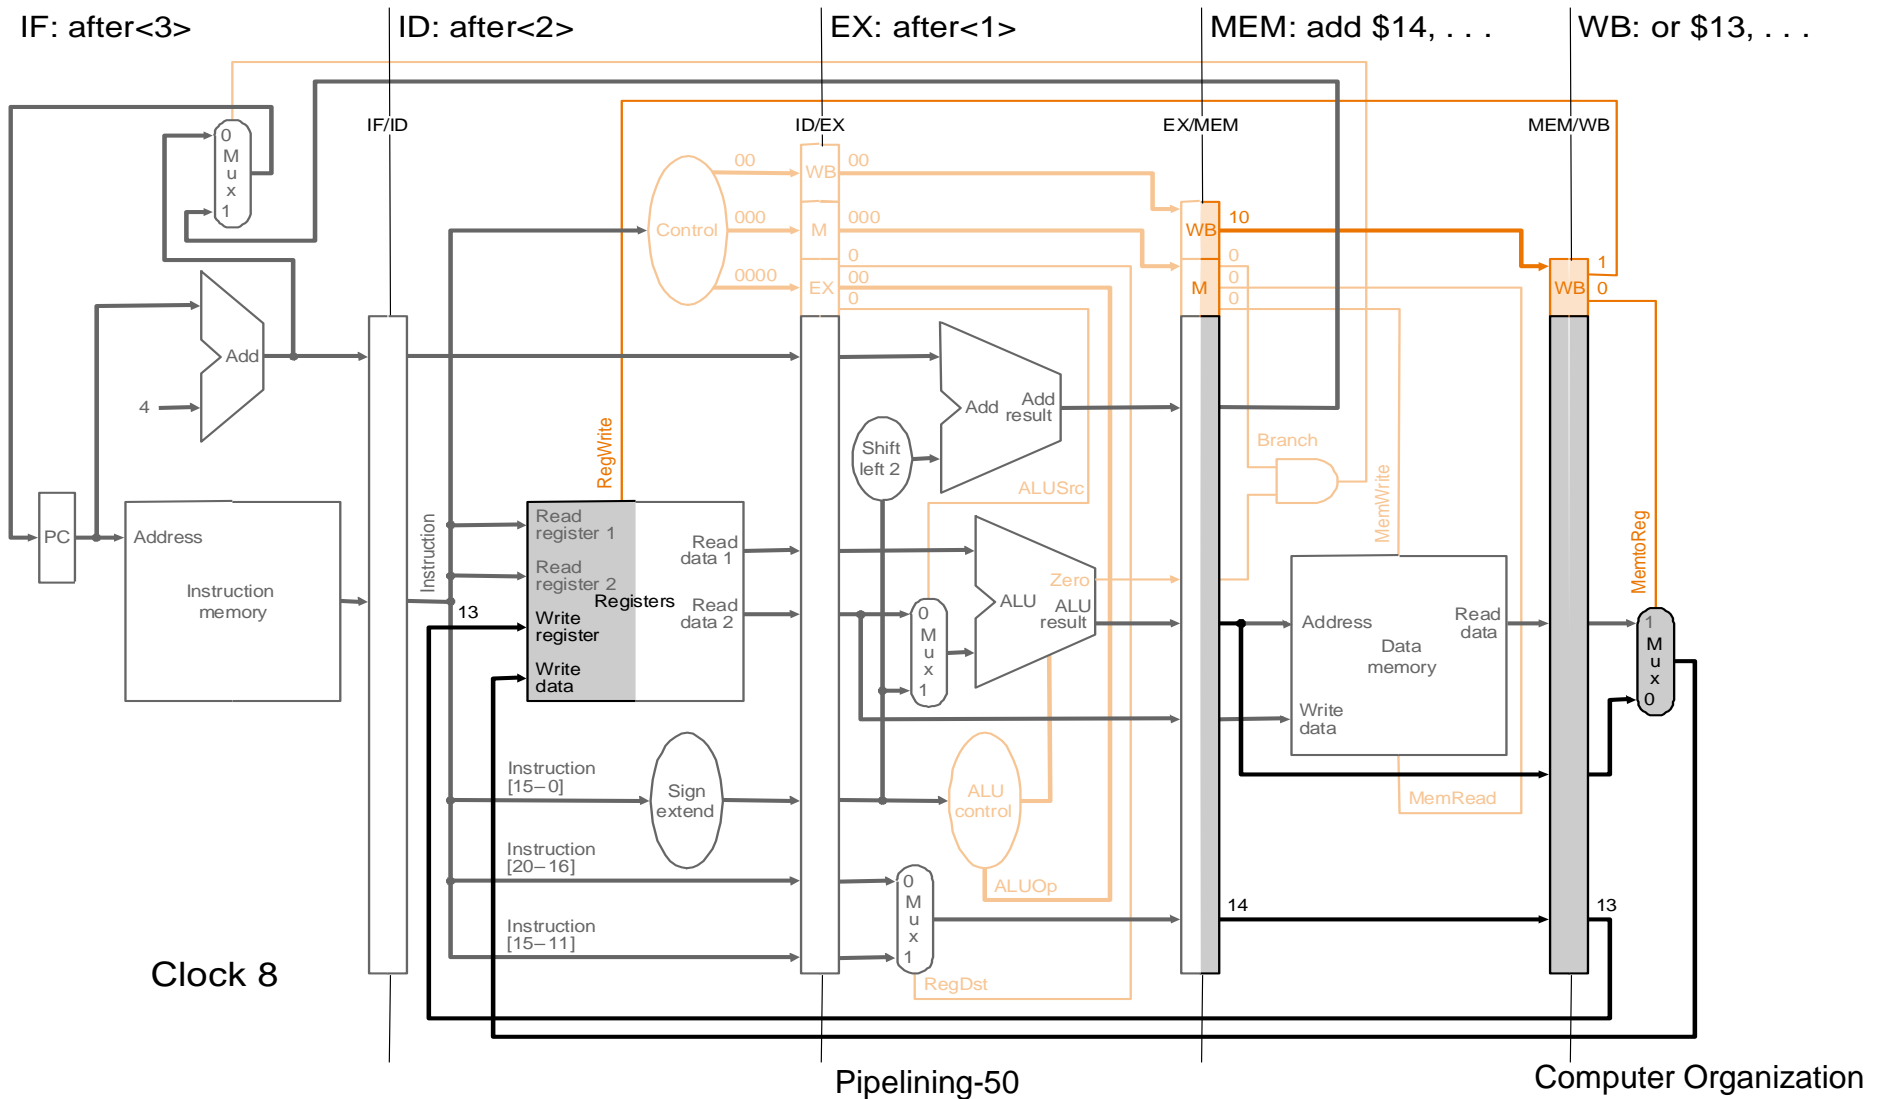 IF: after<3>
ID: after<2>
EX: after<1>
MEM: add $14, . . .
WB: or $13, . . .
IF/ID
ID/EX
EX/MEM
MEM/WB
0
M
u
x
1
Control
00
000
0000
WB
M
EX
00
000
0
00
0
WB
M
10
0
0
0
WB
1
0
Add
4
RegWrite
Shift
left 2
Add
Add
result
ALUSrc
Branch
MemWrite
MemtoReg
PC
Address
Instruction
memory
Instruction
13
Read
register 1
Read
register 2
Registers
Write
register
Write
data
Read
data 1
Read
data 2
0
M
u
x
1
Zero
ALU
ALU
result
Address
Data
memory
Read
data
Write
data
1
M
u
x
0
MemRead
Instruction
[15–0]
Sign
extend
ALU
control
Instruction
[20–16]
ALUOp
0
M
u
x
1
Instruction
[15–11]
14
13
RegDst
Clock 8
Pipelining-50
Computer Organization